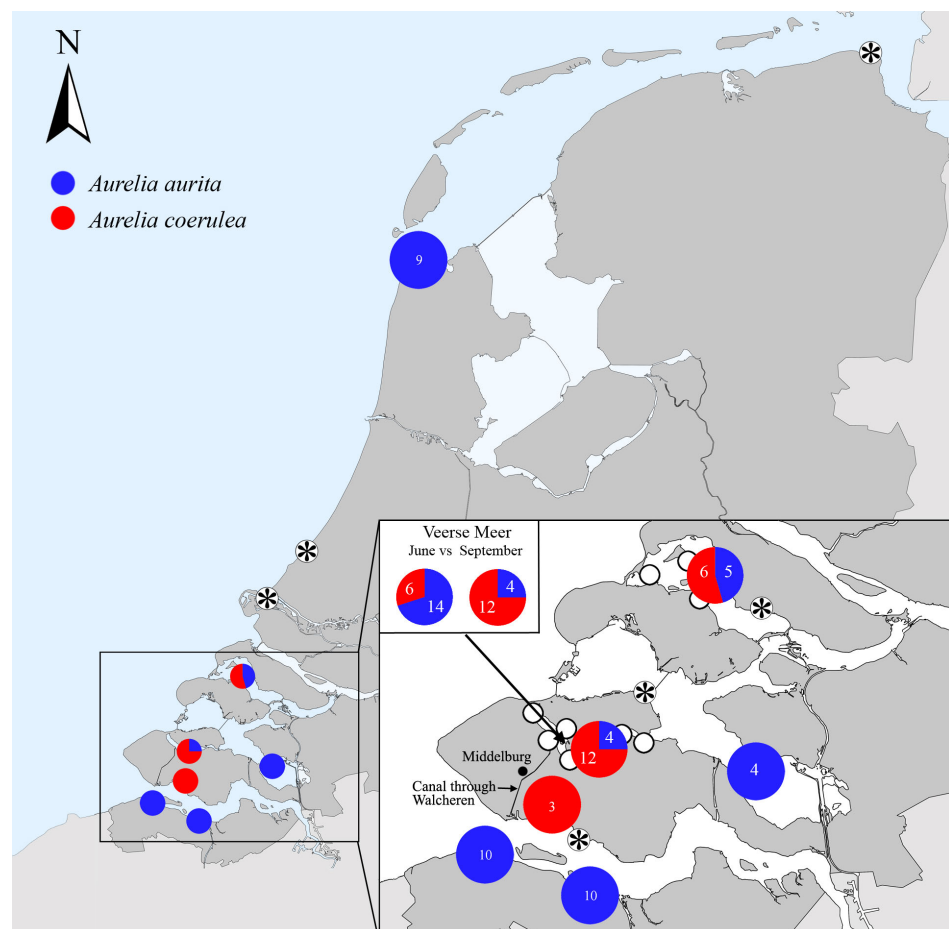 N
Aurelia aurita
Aurelia coerulea
9
Veerse Meer
June vs September
6
14
4
12
6
5
4
12
Middelburg
Canal through
Walcheren
3
4
10
10